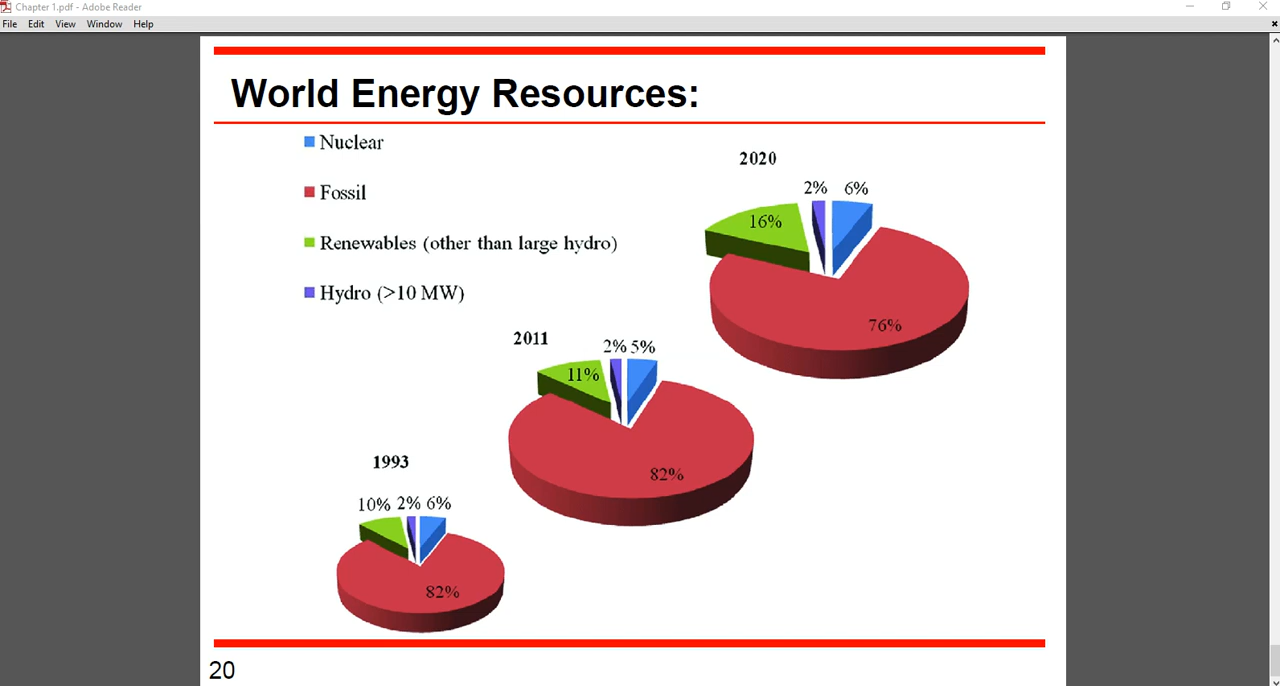 Chapter 1.pdf - Adobe Reader
File Edit View Window Help
World Energy Resources:
Nuclear
Fossil
Renewables (other than large hydro)
Hydro (>10 MW)
2020
2% 6%
16%
76%
2011
2% 5%
11%
82%
1993
10% 2% 6%
82%
20